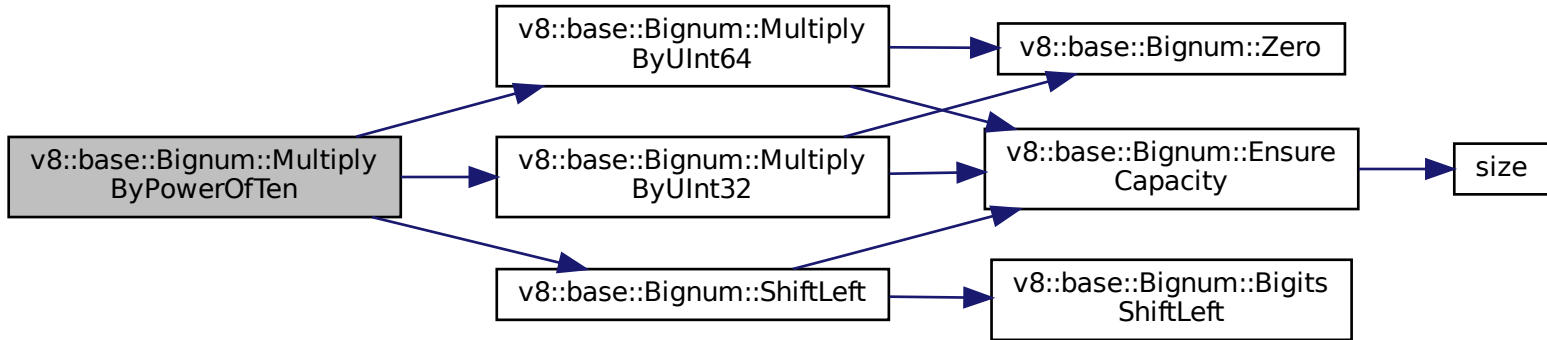 v8::base::Bignum::Multiply
ByPowerOfTen
v8::base::Bignum::Multiply
ByUInt64
v8::base::Bignum::Multiply
ByUInt32
v8::base::Bignum::ShiftLeft
v8::base::Bignum::Zero
v8::base::Bignum::Ensure
Capacity
v8::base::Bignum::Bigits
ShiftLeft
size